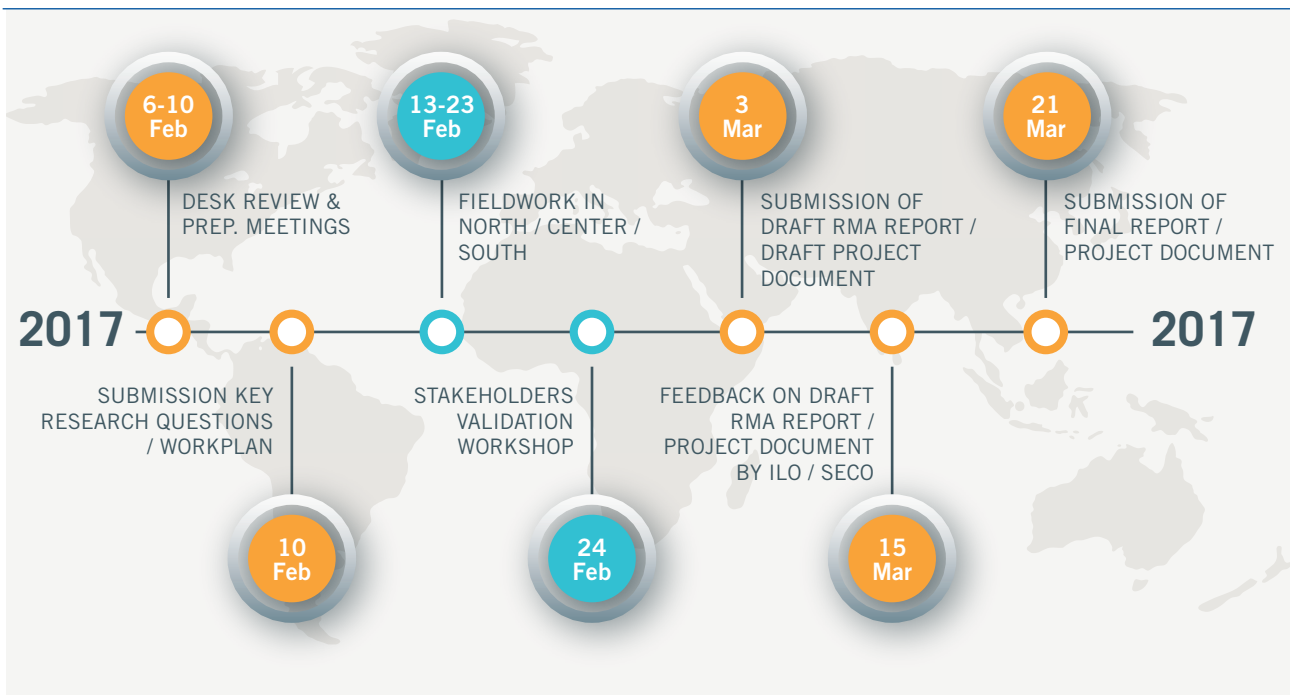 6-10
Feb
DESK REVIEW &
PREP. MEETINGS
13-23
Feb
FIELDWORK IN
NORTH / CENTER /
SOUTH
3
Mar
SUBMISSION OF
DRAFT RMA REPORT /
DRAFT PROJECT
DOCUMENT
21
Mar
SUBMISSION OF
FINAL REPORT /
PROJECT DOCUMENT
2017
2017
SUBMISSION KEY
RESEARCH QUESTIONS
/ WORKPLAN
10
Feb
STAKEHOLDERS
VALIDATION
WORKSHOP
24
Feb
FEEDBACK ON DRAFT
RMA REPORT /
PROJECT DOCUMENT
BY ILO / SECO
15
Mar